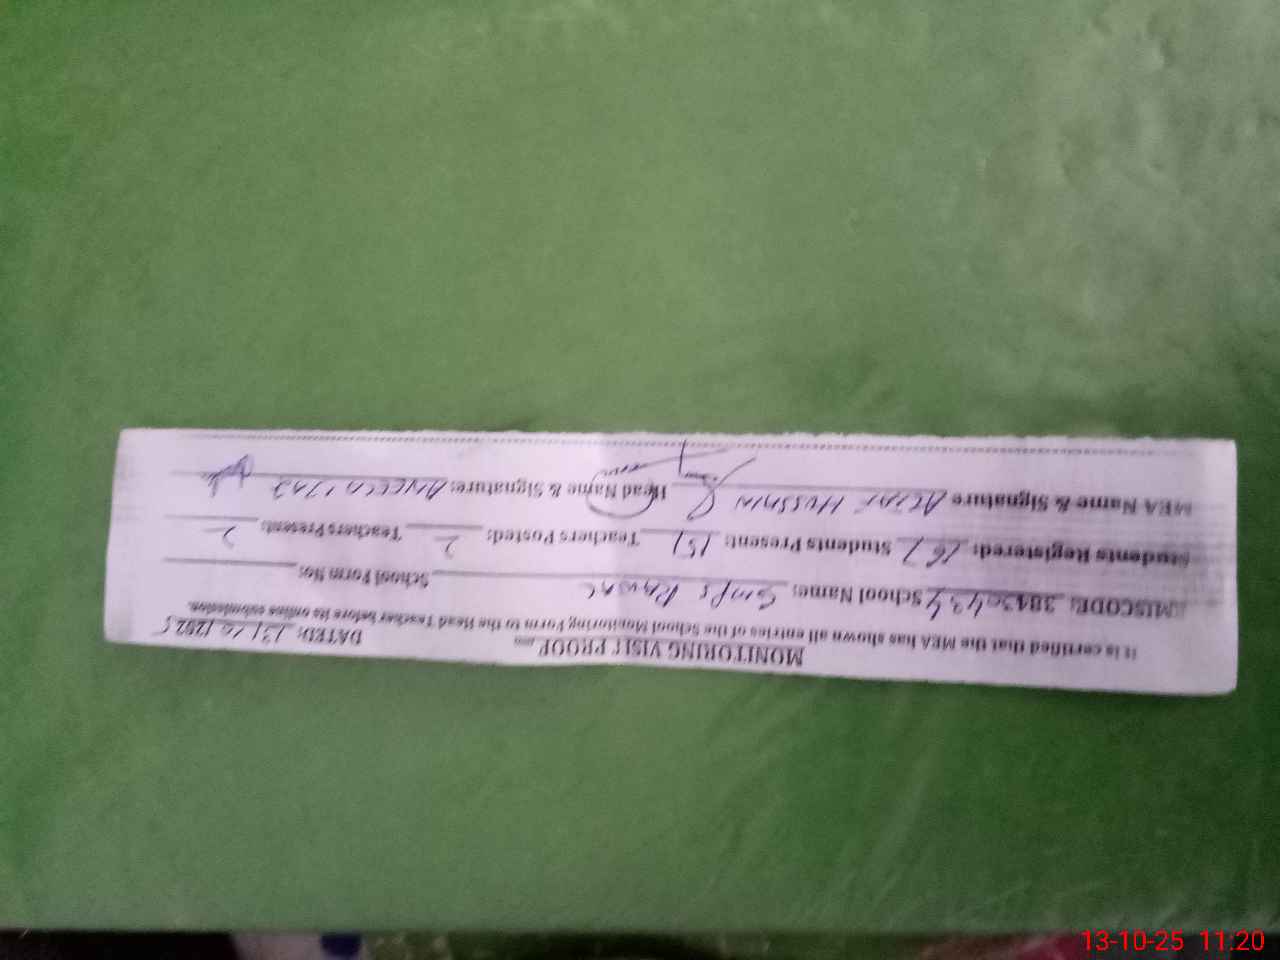 MONITORING VISIT PROOF
DATED: 13/10/2025
It is certified that the MEA has shown all entries of the School Monitoring Form to the Head Teacher before its online submission.
EMISCODE: School Name: GMPS School Form No:
Students Registered: 167 Students Present: 151 Teachers Posted: 2 Teachers Present: 2
MEA Name & Signature HUSSAIN Head Name & Signature:
13-10-25 11:20